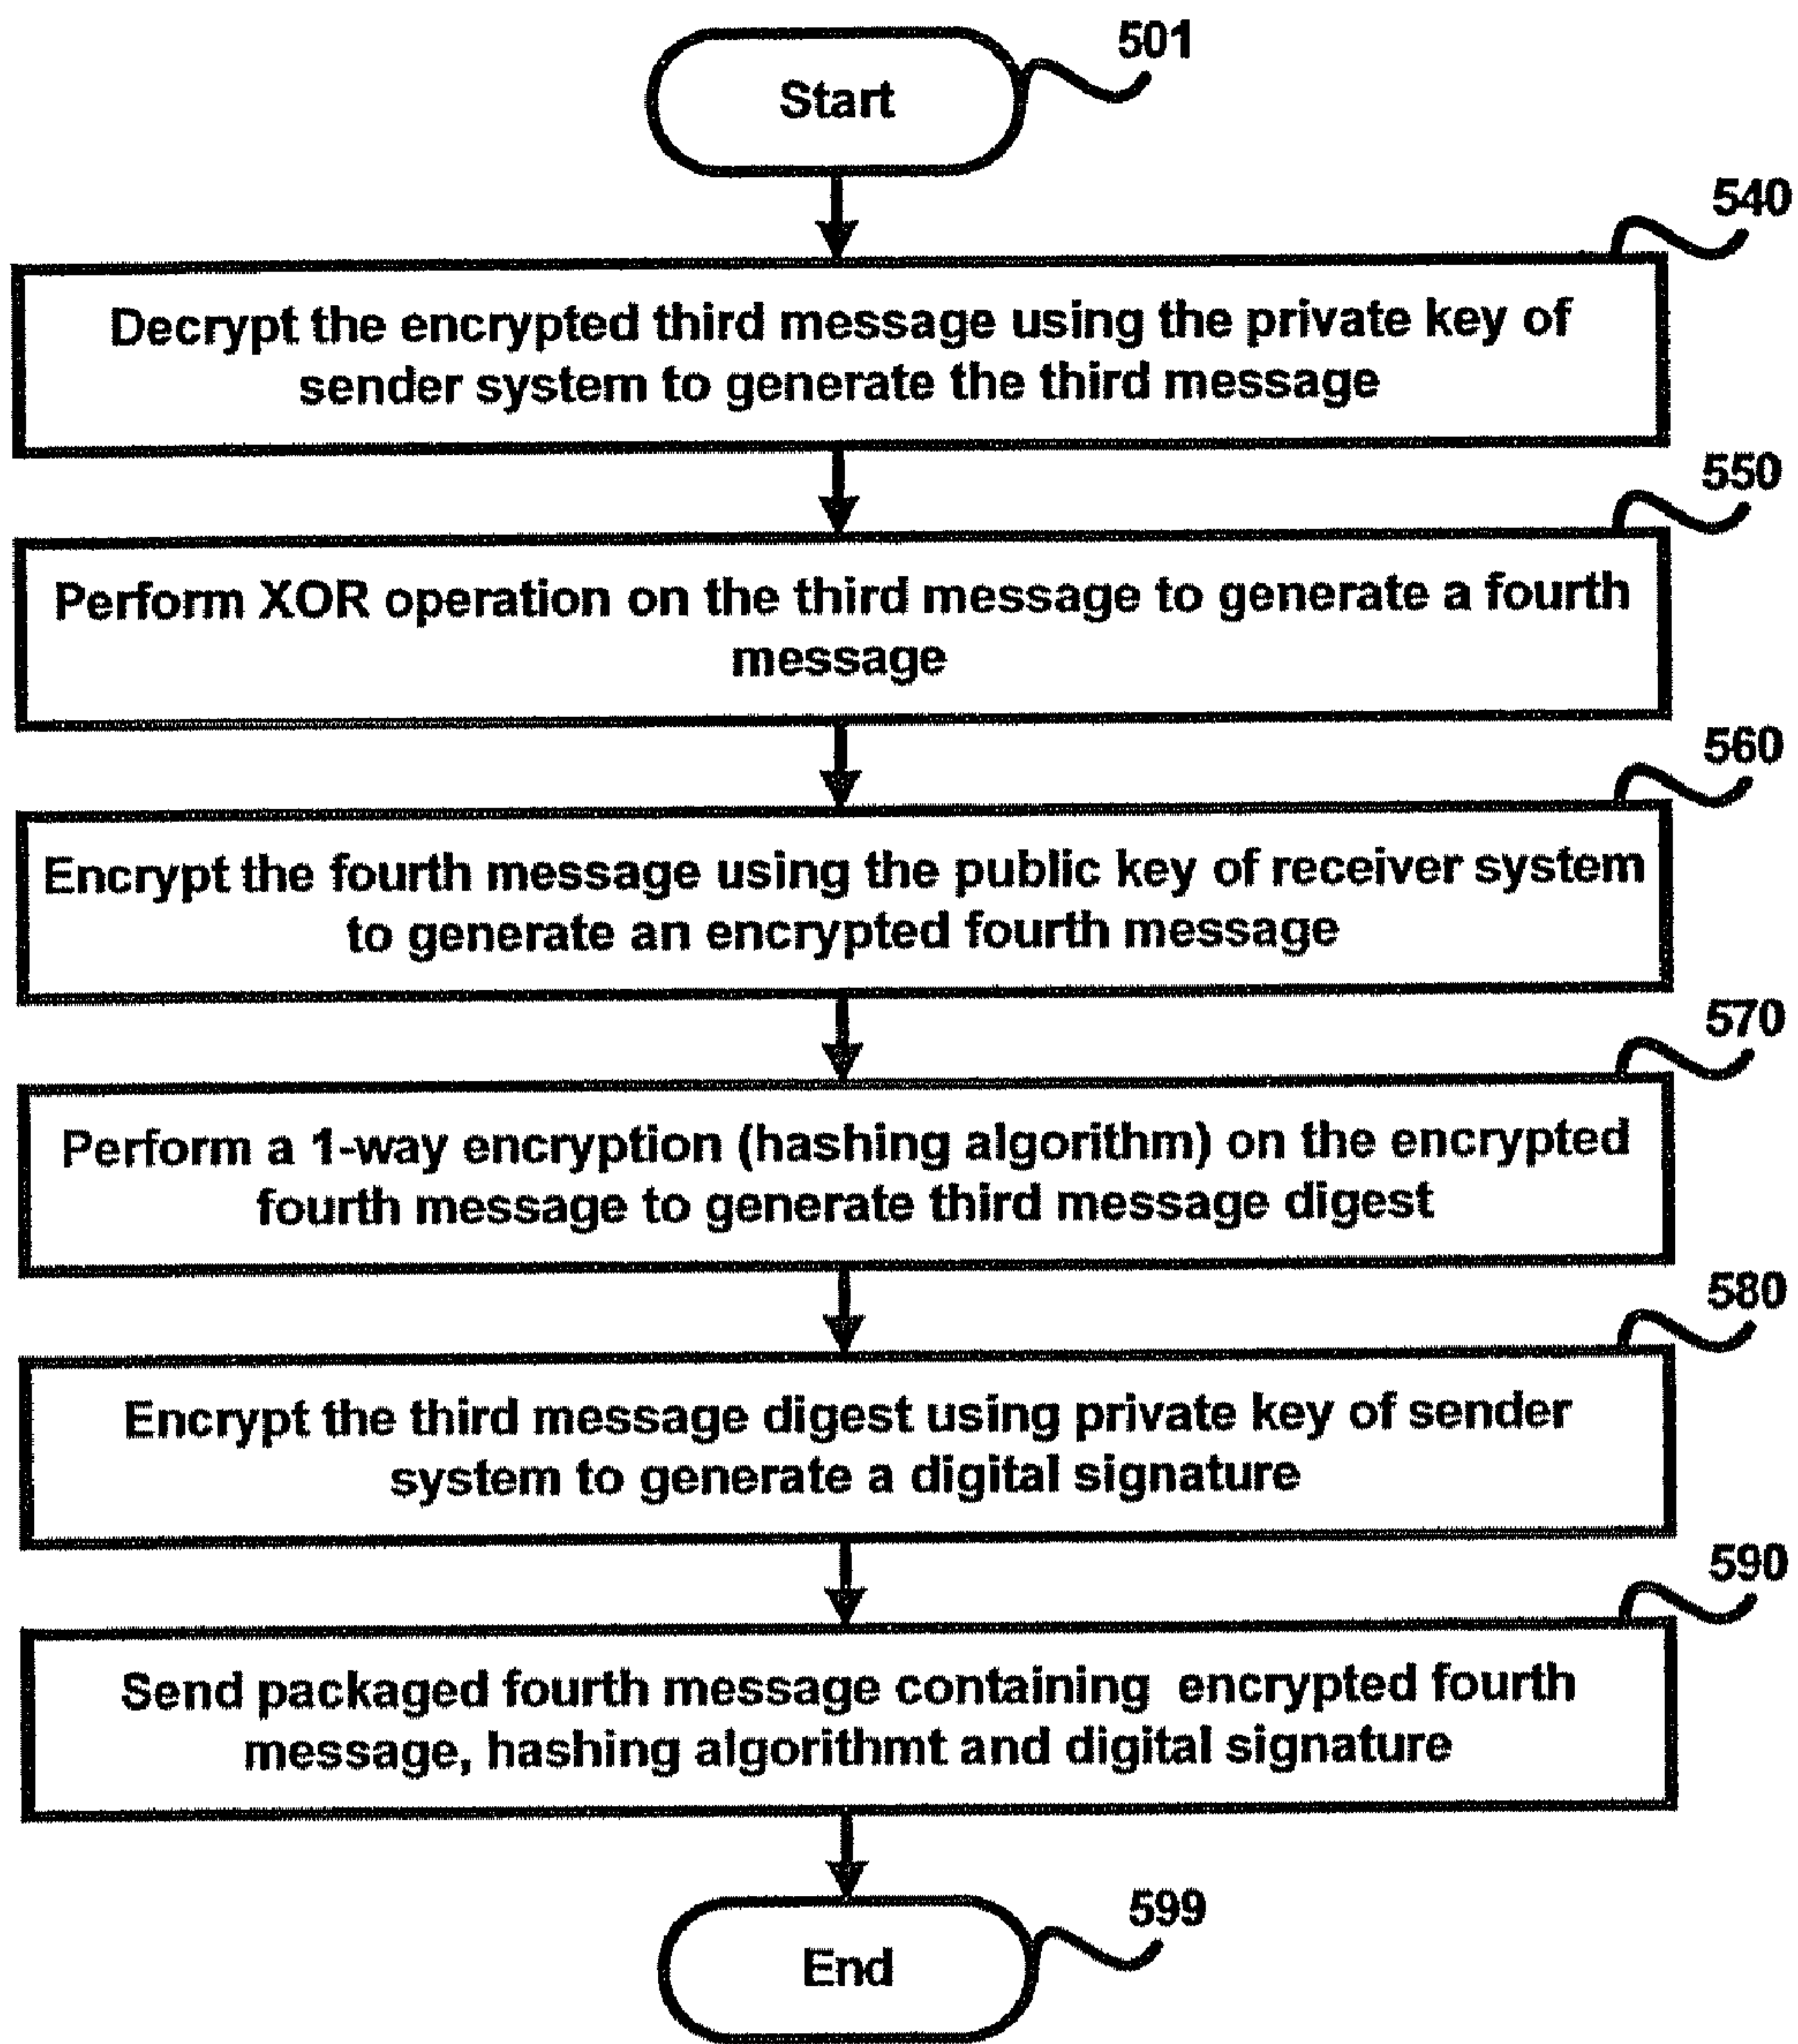 501
Start
540
Decrypt the encrypted third message using the private key of
sender system to generate the third message
550
Perform XOR operation on the third message to generate a fourth
message
560
Encrypt the fourth message using the public key of receiver system
to generate an encrypted fourth message
570
Perform a 1-way encryption (hashing algorithm) on the encrypted
fourth message to generate third message digest
580
Encrypt the third message digest using private key of sender
system to generate a digital signature
590
Send packaged fourth message containing encrypted fourth
message, hashing algorithmt and digital signature
599
End